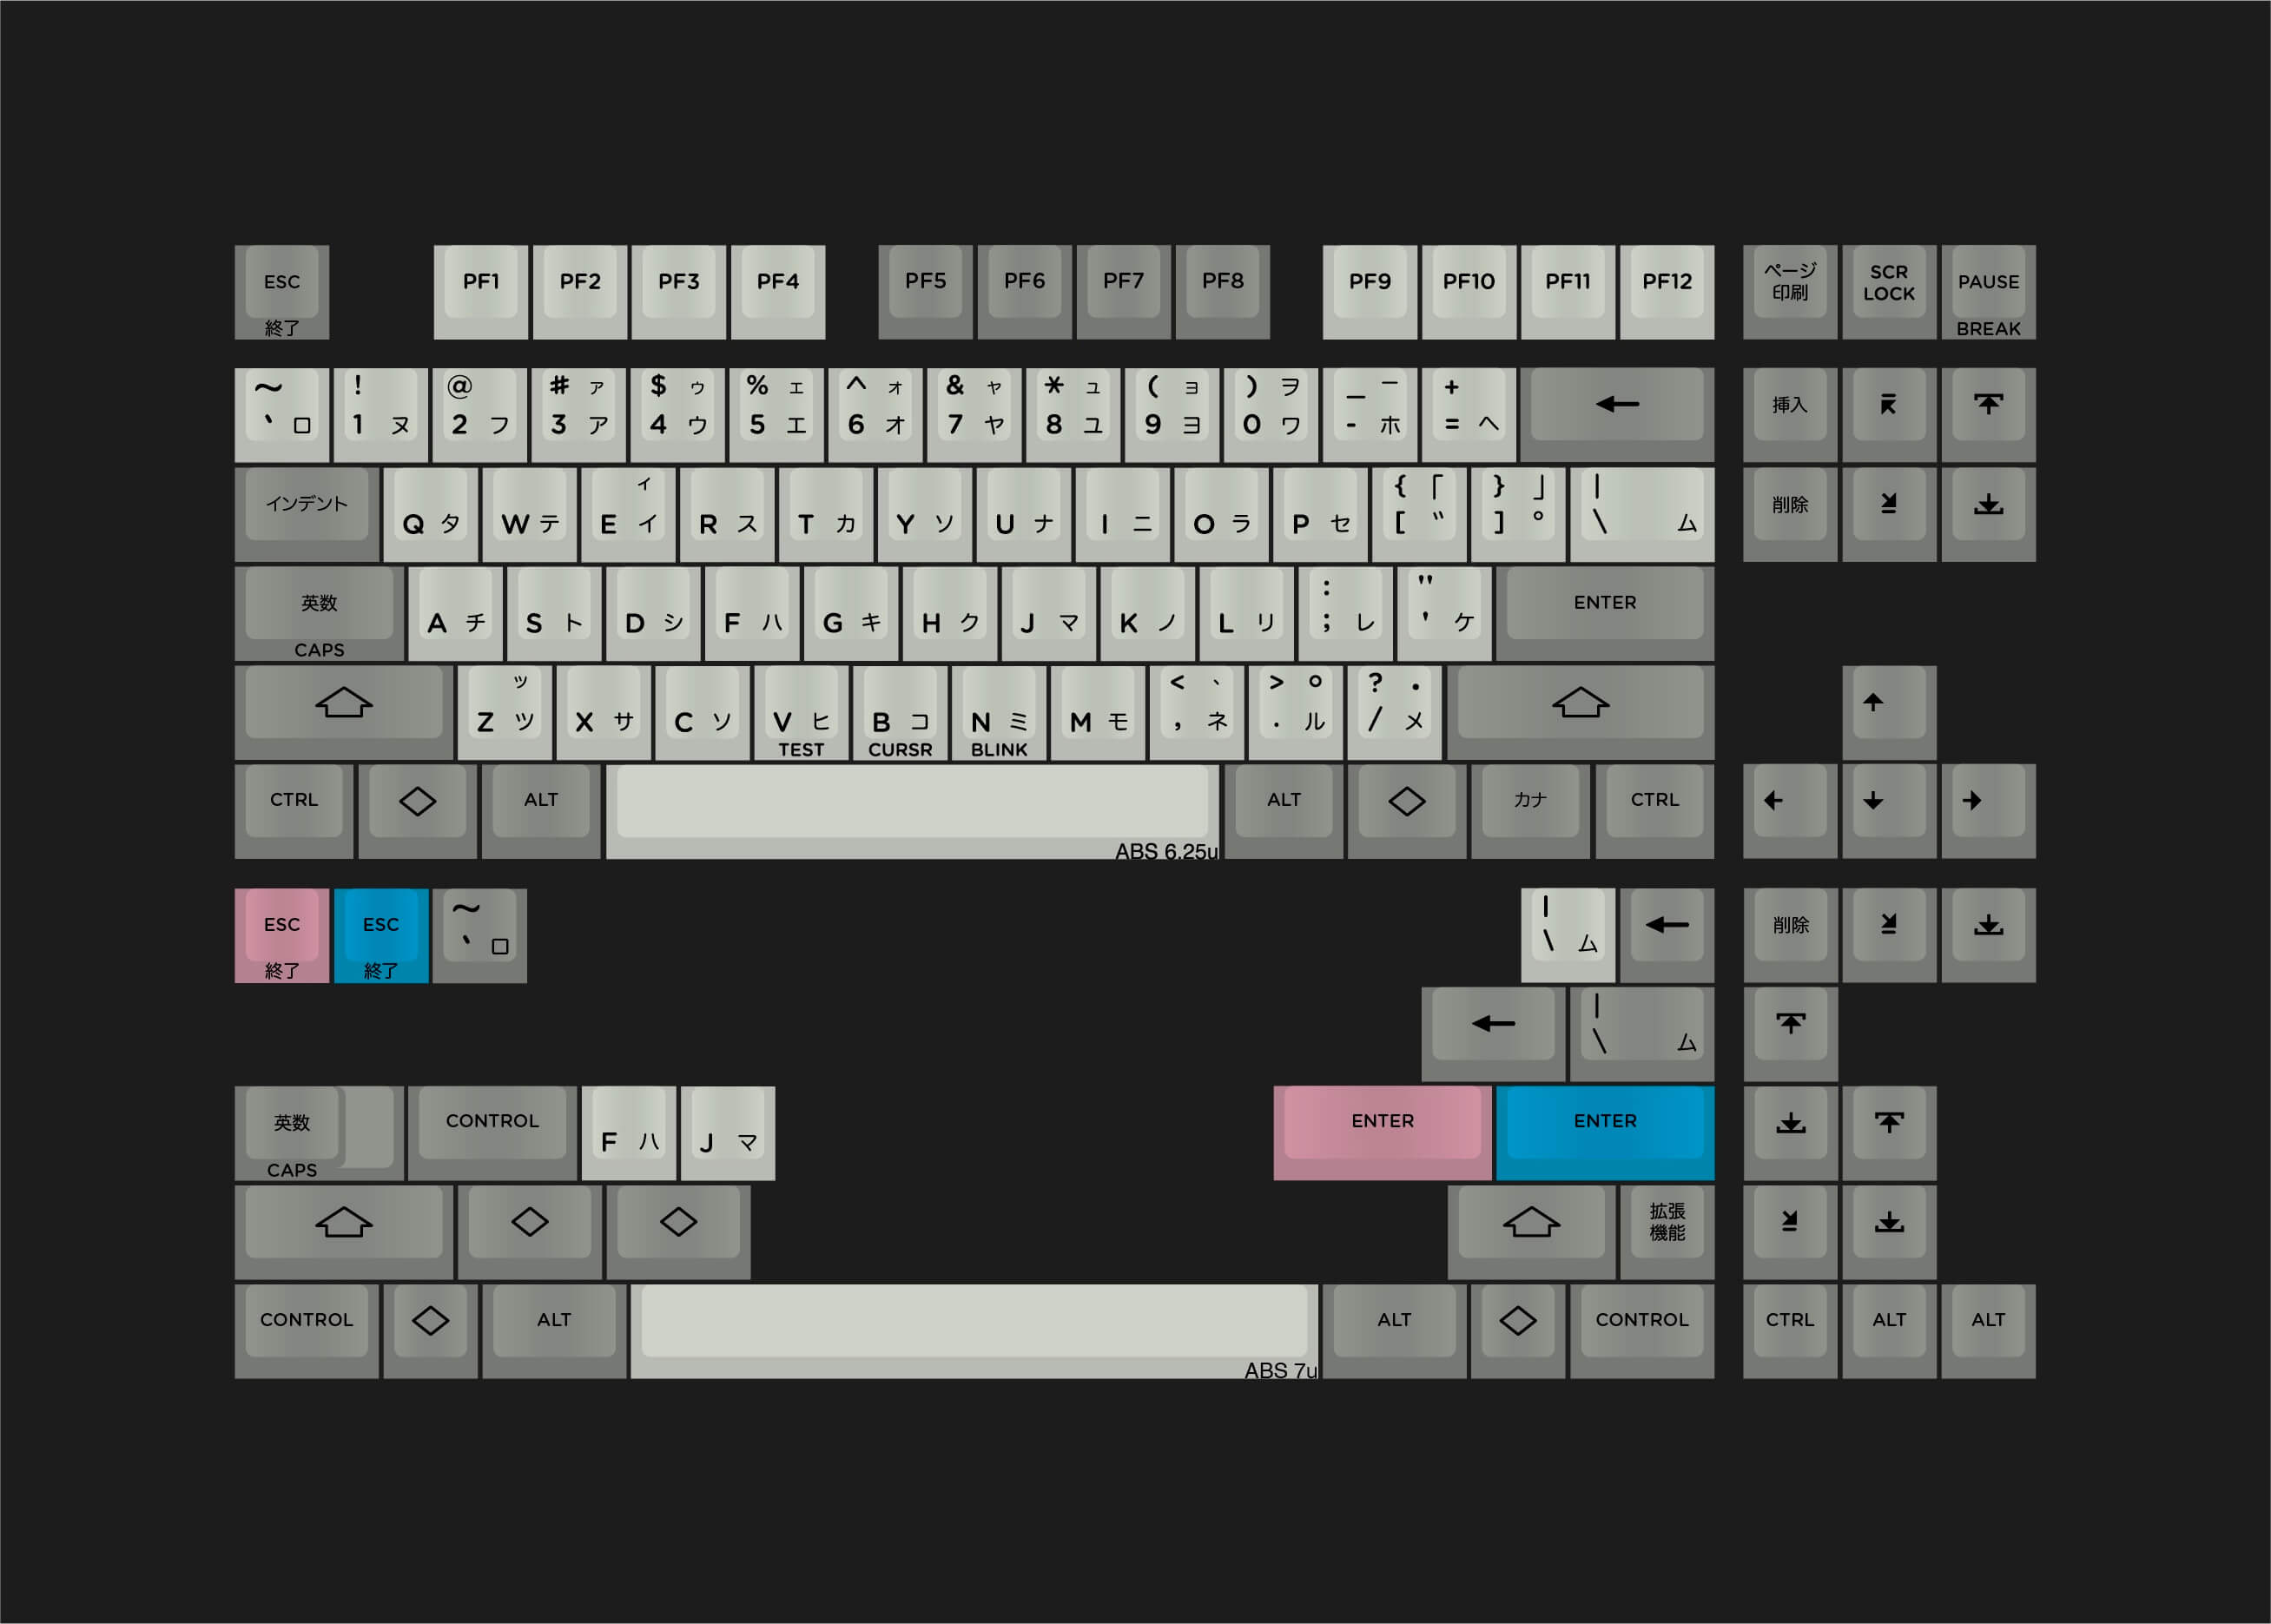 ESC PF1 PF2 PF3 PF4 PF5 PF6 PF7 PF8 PF9 PF10 PF11 PF12 ページ SCR PAUSE
印刷 LOCK
終了 BREAK
~ ! @ # ァ $ ゥ % ェ ^ ォ & ャ * ュ ( ョ ) ヲ _ ー + ←
` ロ 1 ヌ 2 フ 3 ア 4 ウ 5 エ 6 オ 7 ヤ 8 ユ 9 ヨ 0 ワ - ホ = ヘ 挿入
インデント ィ { 「 } 」 | 削除
Q タ W テ E イ R ス T カ Y ソ U ナ I ニ O ラ P セ [ ゛ ] ゜ \ ム
英数 : " ENTER
A チ S ト D シ F ハ G キ H ク J マ K ノ L リ ; レ ' ケ
CAPS
ッ < 、 > 。 ? ・ ↑
Z ツ X サ C ソ V ヒ B コ N ミ M モ , ネ . ル / メ
TEST CURSR BLINK
CTRL ◇ ALT ALT ◇ カナ CTRL ← ↓ →
ABS 6.25u
ESC ESC ~ | ← 削除
終了 終了 ` ロ \ ム
← |
\ ム
英数 CONTROL F ハ J マ ENTER ENTER
CAPS
◇ ◇ 拡張
機能
CONTROL ◇ ALT ALT ◇ CONTROL CTRL ALT ALT
ABS 7u